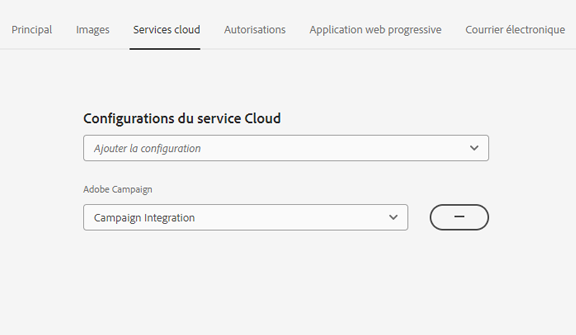 Principal Images Services cloud Autorisations Application web progressive Courrier électronique
Configurations du service Cloud
Ajouter la configuration
Adobe Campaign
Campaign Integration